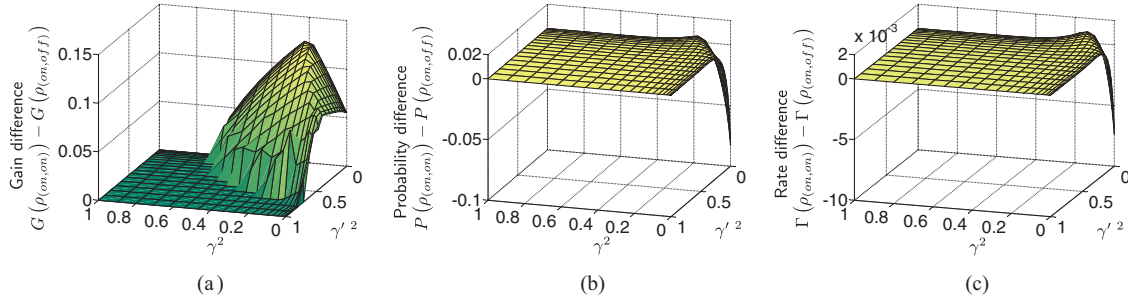 Gain difference
G (ρ(on,on)) − G (ρ(on,off))
0.15
0.1
0.05
0
1 0.8 0.6 0.4 0.2 0
γ²
1 0.5 0
γ′ ²
(a)
Probability difference
P (ρ(on,on)) − P (ρ(on,off))
0.02
0
-0.05
-0.1
1 0.8 0.6 0.4 0.2 0
γ²
1 0.5 0
γ′ ²
(b)
Rate difference
Γ (ρ(on,on)) − Γ (ρ(on,off))
x 10⁻³
2
0
-5
-10
1 0.8 0.6 0.4 0.2 0
γ²
1 0.5 0
γ′ ²
(c)